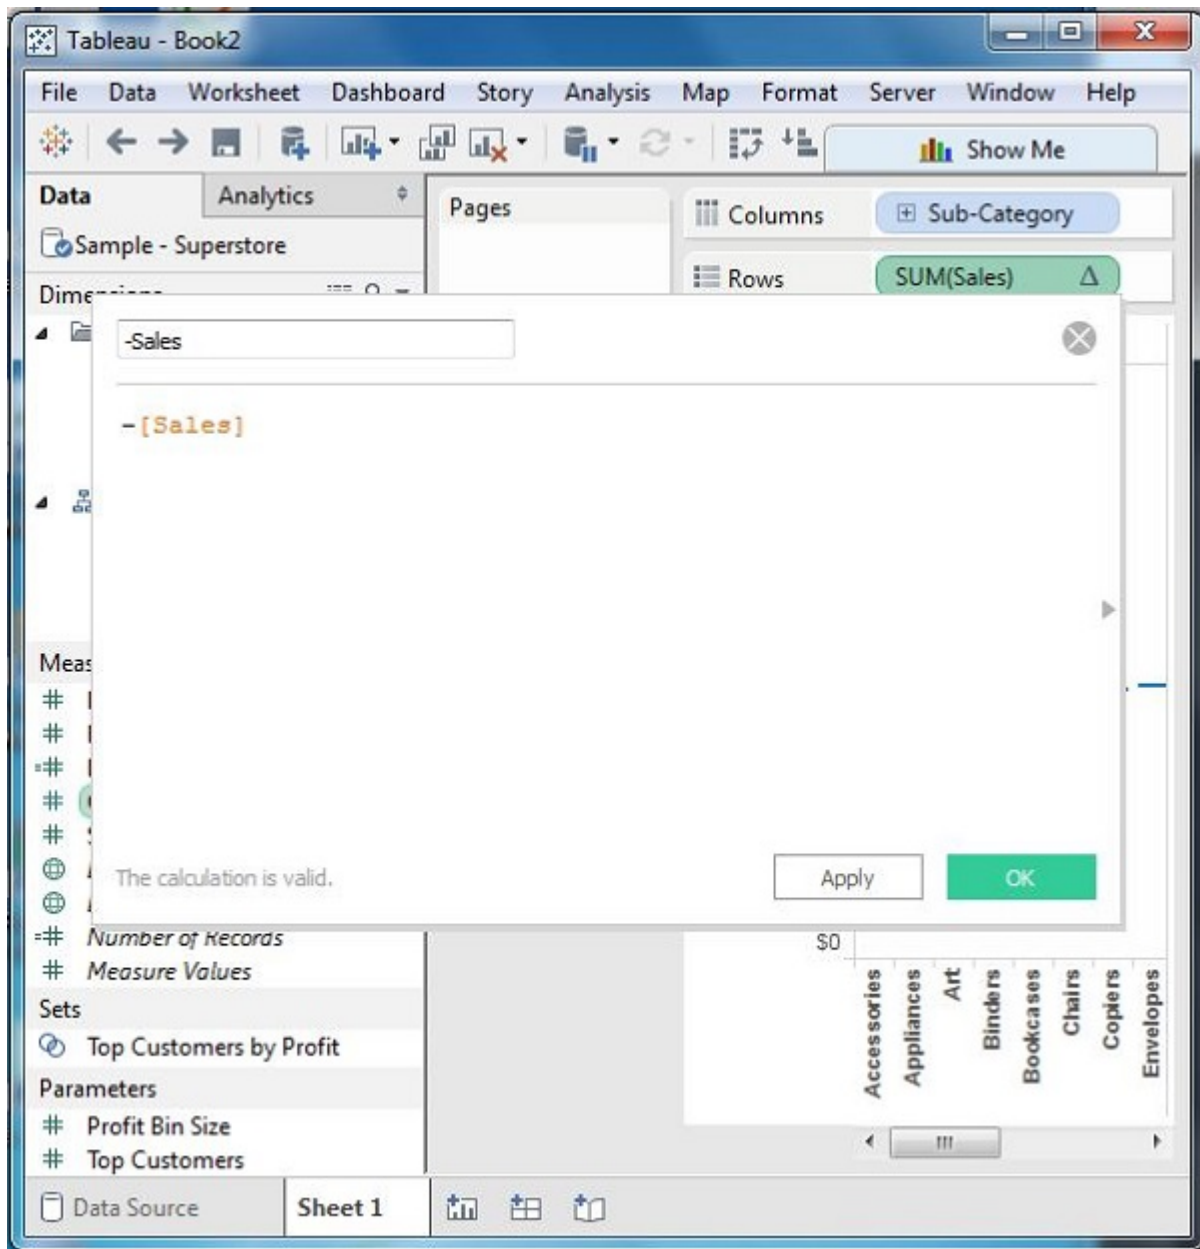 Tableau - Book2
File Data Worksheet Dashboard Story Analysis Map Format Server Window Help
Show Me
Data Analytics
Pages
Columns
Sub-Category
Sample - Superstore
Rows
SUM(Sales) Δ
-Sales
-[Sales]
The calculation is valid.
Apply
OK
Number of Records
Measure Values
$0
Sets
Top Customers by Profit
Parameters
Profit Bin Size
Top Customers
Accessories
Appliances
Art
Binders
Bookcases
Chairs
Copiers
Envelopes
Data Source
Sheet 1